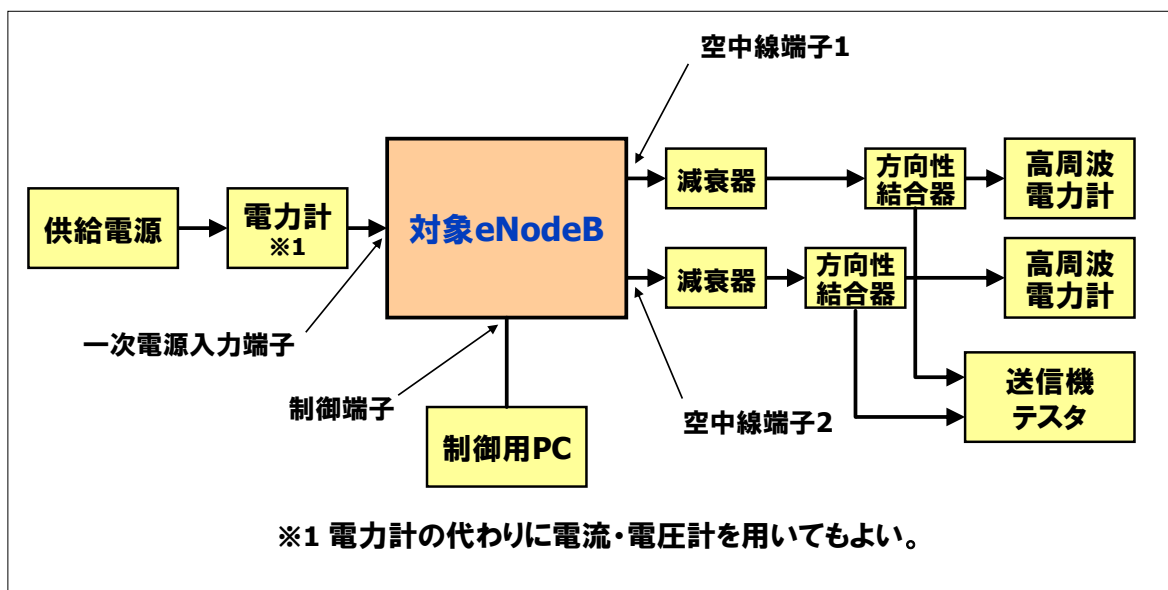 空中線端子1
供給電源
電力計
※1
対象eNodeB
減衰器
方向性
結合器
高周波
電力計
減衰器
方向性
結合器
高周波
電力計
一次電源入力端子
制御端子
制御用PC
空中線端子2
送信機
テスタ
※1 電力計の代わりに電流・電圧計を用いてもよい。